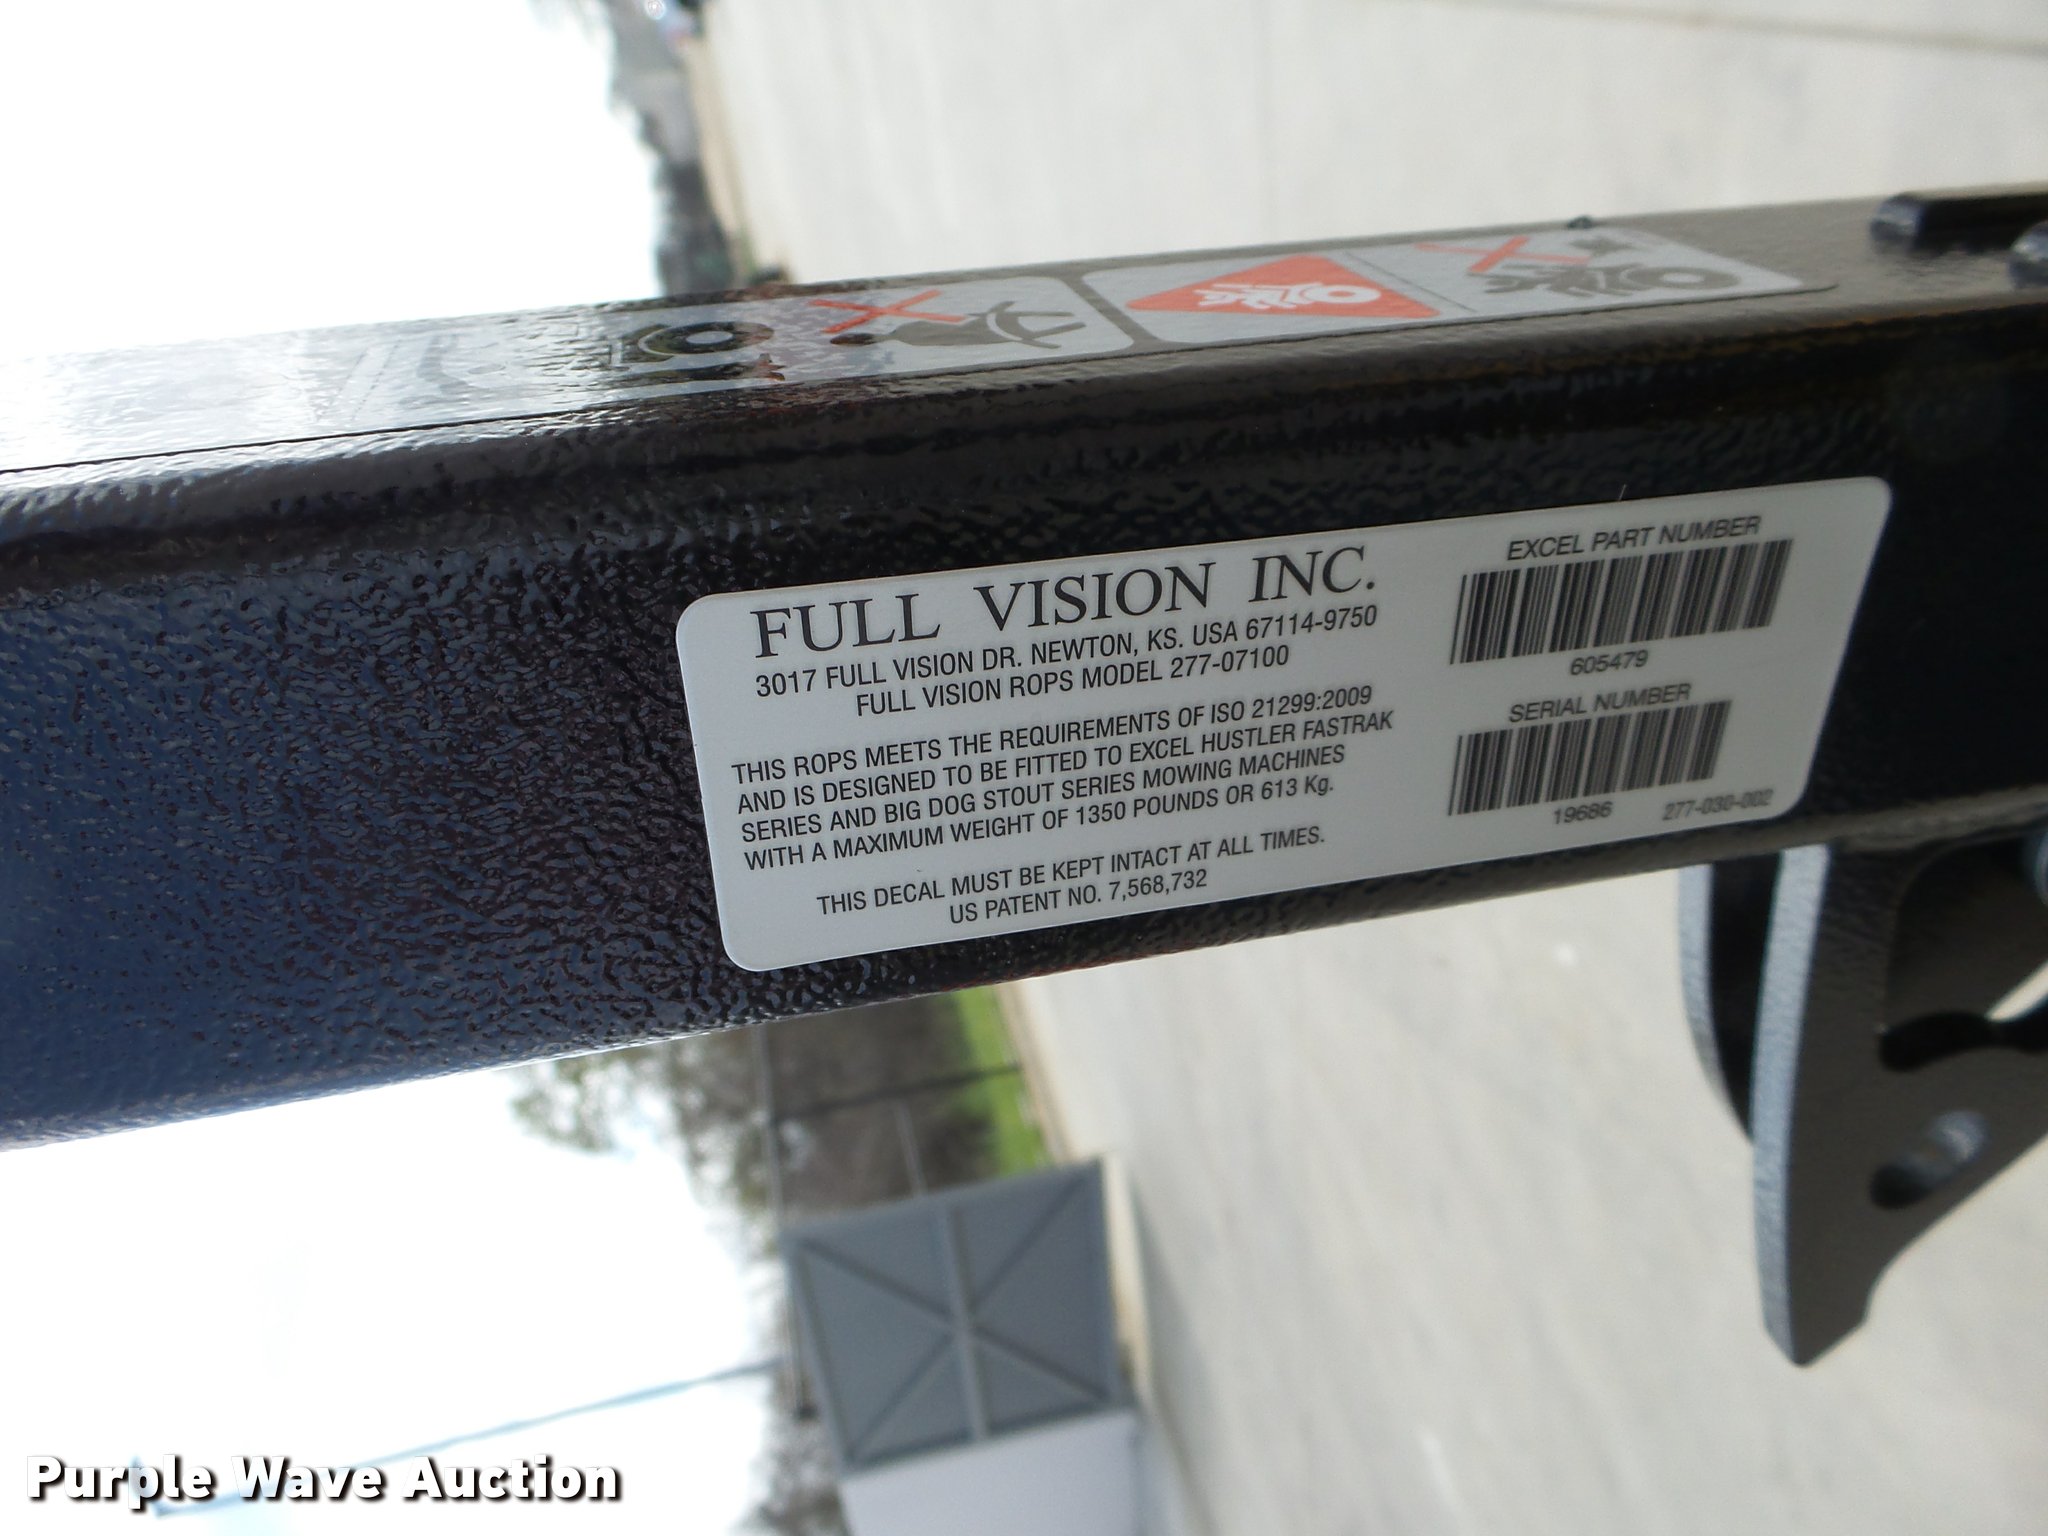 FULL VISION INC.
3017 FULL VISION DR. NEWTON, KS. USA 67114-9750
FULL VISION ROPS MODEL 277-07100
THIS ROPS MEETS THE REQUIREMENTS OF ISO 21299:2009
AND IS DESIGNED TO BE FITTED TO EXCEL HUSTLER FASTRAK
SERIES AND BIG DOG STOUT SERIES MOWING MACHINES
WITH A MAXIMUM WEIGHT OF 1350 POUNDS OR 613 Kg.
THIS DECAL MUST BE KEPT INTACT AT ALL TIMES.
US PATENT NO. 7,568,732
EXCEL PART NUMBER
605479
SERIAL NUMBER
19686 277-030-002
Purple Wave Auction